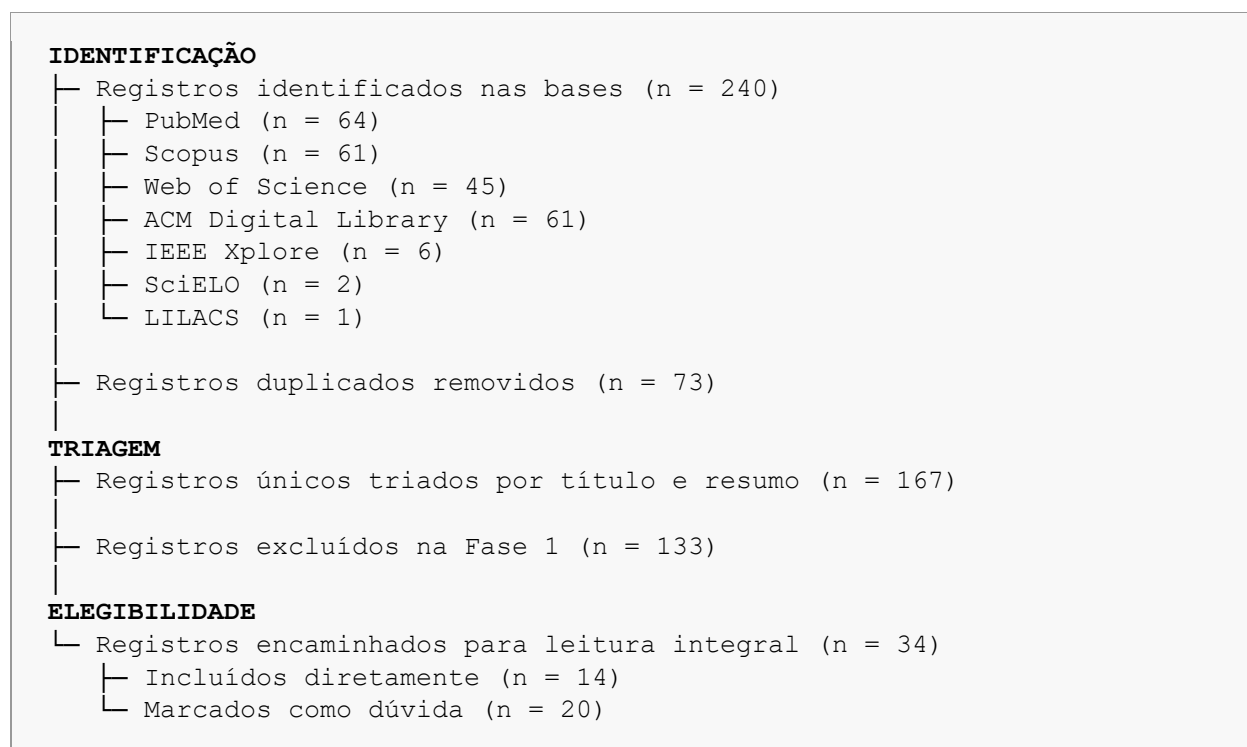 IDENTIFICAÇÃO
├─ Registros identificados nas bases (n = 240)
│  ├─ PubMed (n = 64)
│  ├─ Scopus (n = 61)
│  ├─ Web of Science (n = 45)
│  ├─ ACM Digital Library (n = 61)
│  ├─ IEEE Xplore (n = 6)
│  ├─ SciELO (n = 2)
│  └─ LILACS (n = 1)
│
├─ Registros duplicados removidos (n = 73)
│
TRIAGEM
├─ Registros únicos triados por título e resumo (n = 167)
│
├─ Registros excluídos na Fase 1 (n = 133)
│
ELEGIBILIDADE
└─ Registros encaminhados para leitura integral (n = 34)
   ├─ Incluídos diretamente (n = 14)
   └─ Marcados como dúvida (n = 20)